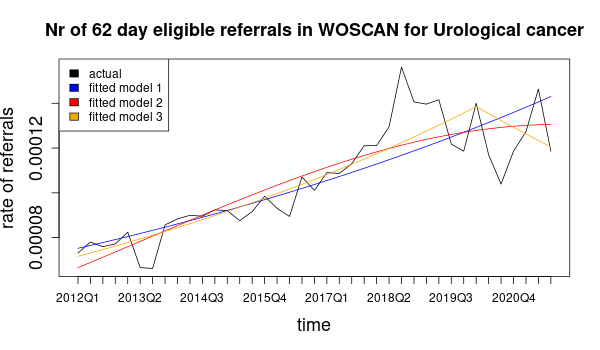 Nr of 62 day eligible referrals in WOSCAN for Urological cancer
actual
fitted model 1
fitted model 2
fitted model 3
rate of referrals
0.00012
0.00008
2012Q1 2013Q2 2014Q3 2015Q4 2017Q1 2018Q2 2019Q3 2020Q4
time